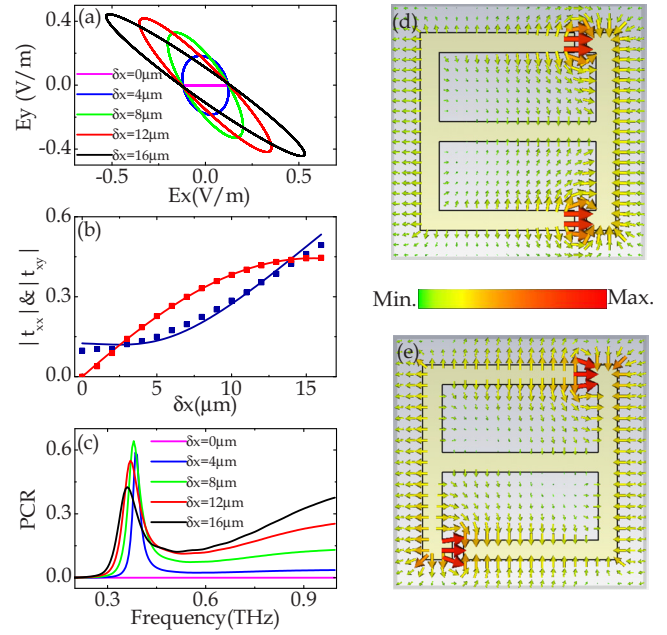 (a)
0.4
0.0
-0.4
Ey (V/m)
δx=0µm
δx=4µm
δx=8µm
δx=12µm
δx=16µm
-0.5 0.0 0.5
Ex(V/m)
(b)
0.6
0.3
0.0
|txx| & |txy|
0 5 10 15
δx(µm)
(c)
0.6
0.3
0.0
PCR
δx=0µm
δx=4µm
δx=8µm
δx=12µm
δx=16µm
0.3 0.6 0.9
Frequency(THz)
(d)
Min. Max.
(e)